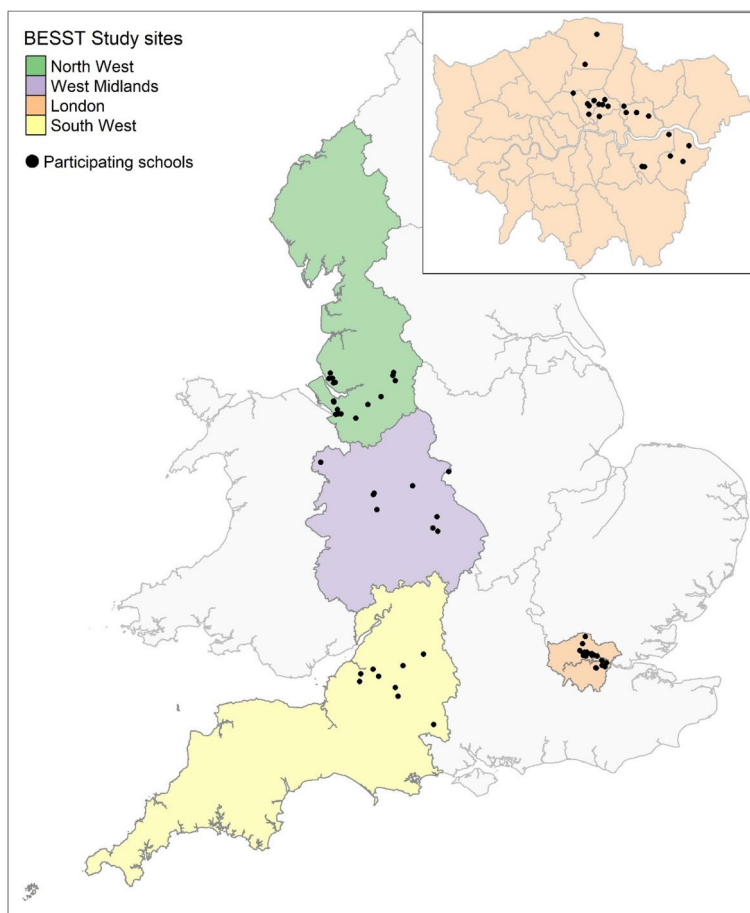 BESST Study sites
North West
West Midlands
London
South West
Participating schools